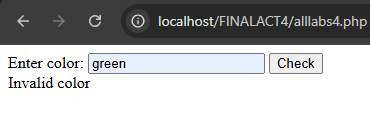 localhost/FINALACT4/alllabs4.php
Enter color: green Check
Invalid color